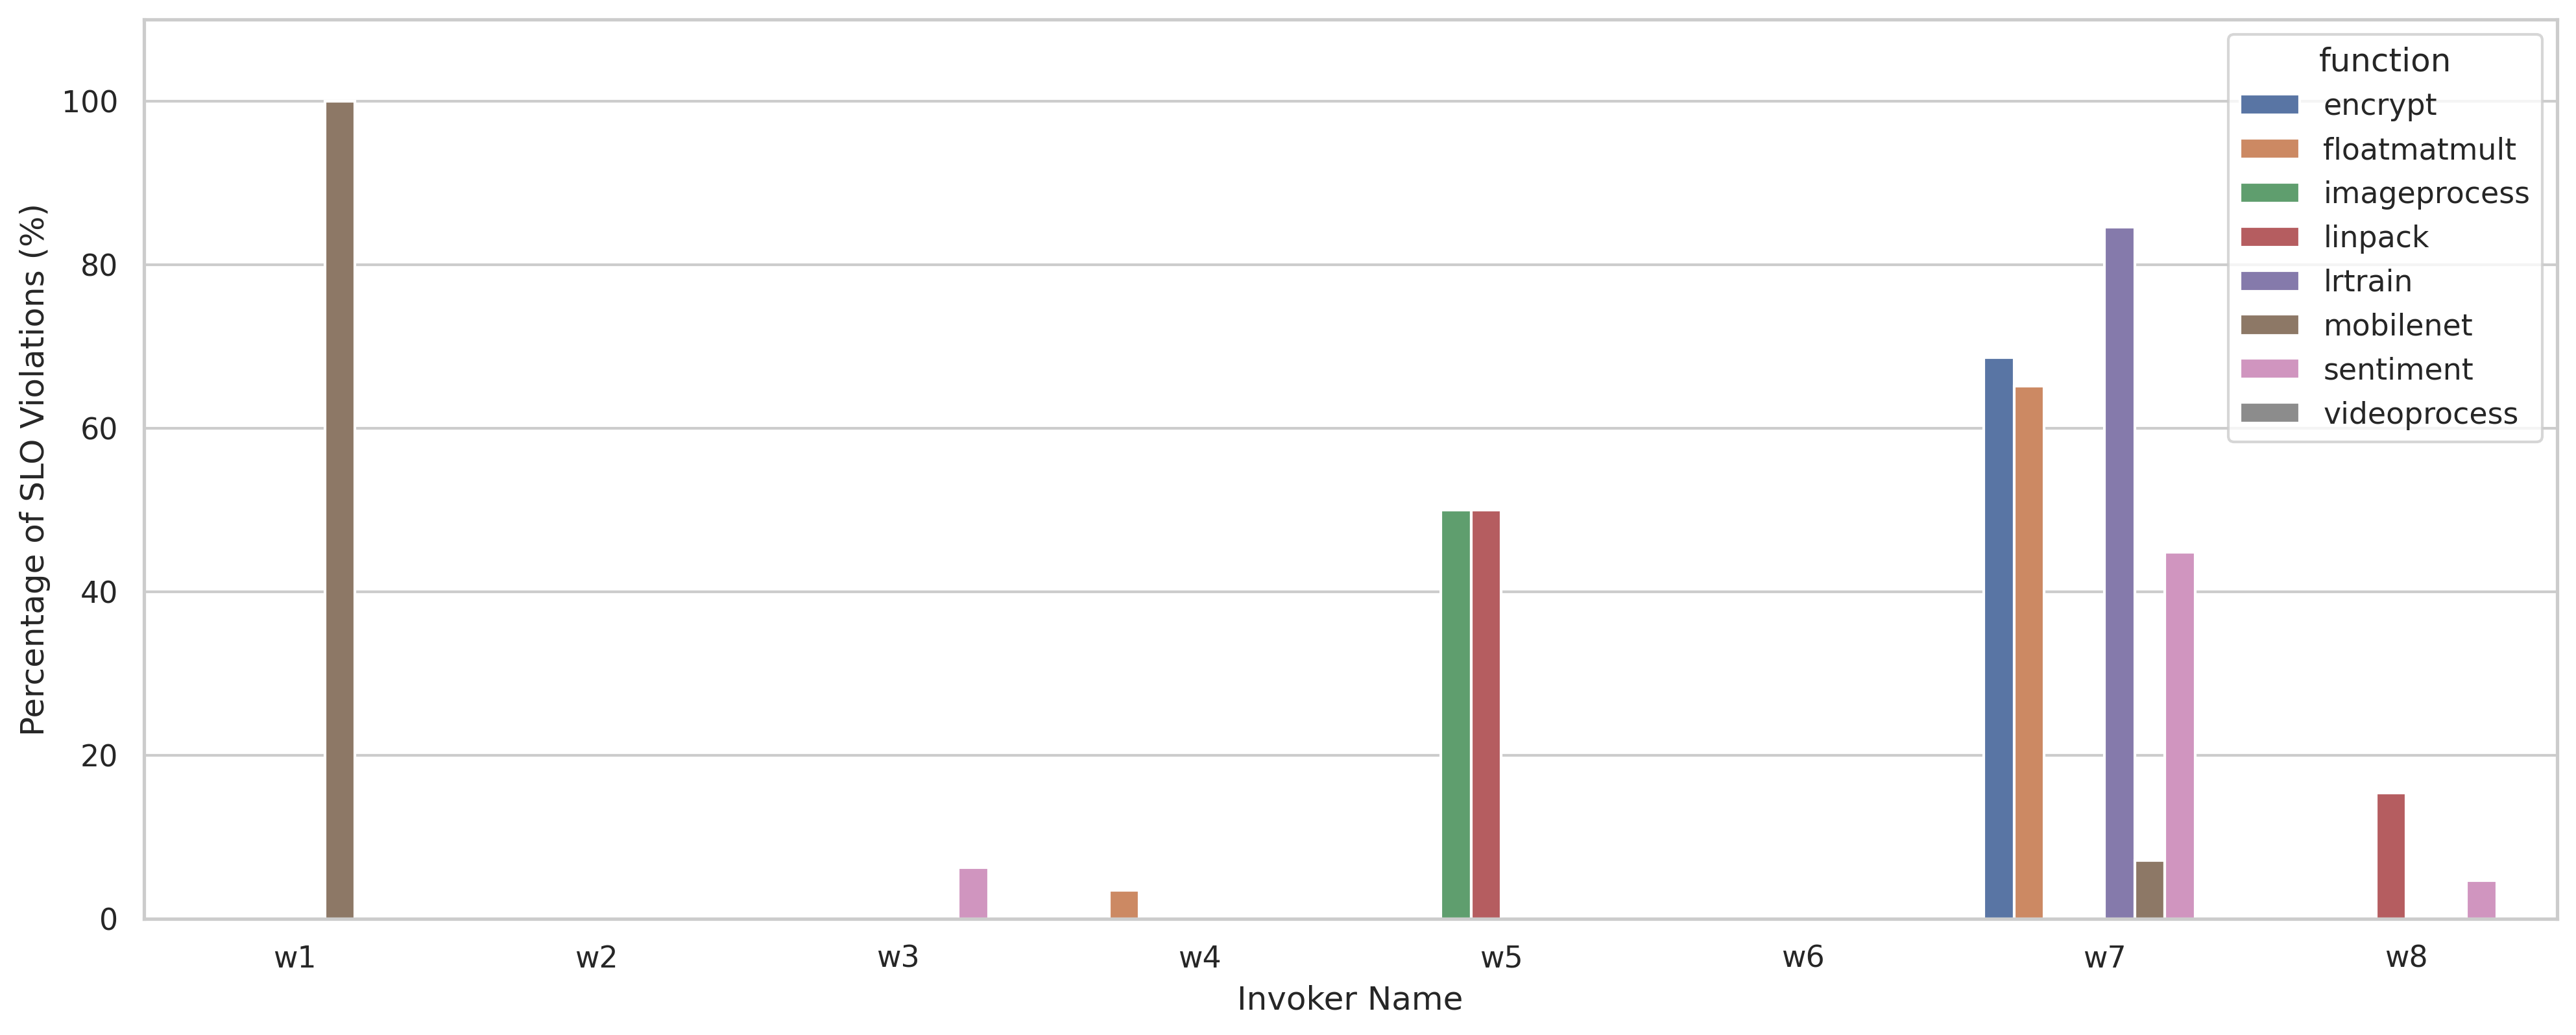 Percentage of SLO Violations (%)
100
80
60
40
20
0
function
encrypt
floatmatmult
imageprocess
linpack
lrtrain
mobilenet
sentiment
videoprocess
w1 w2 w3 w4 w5 w6 w7 w8
Invoker Name